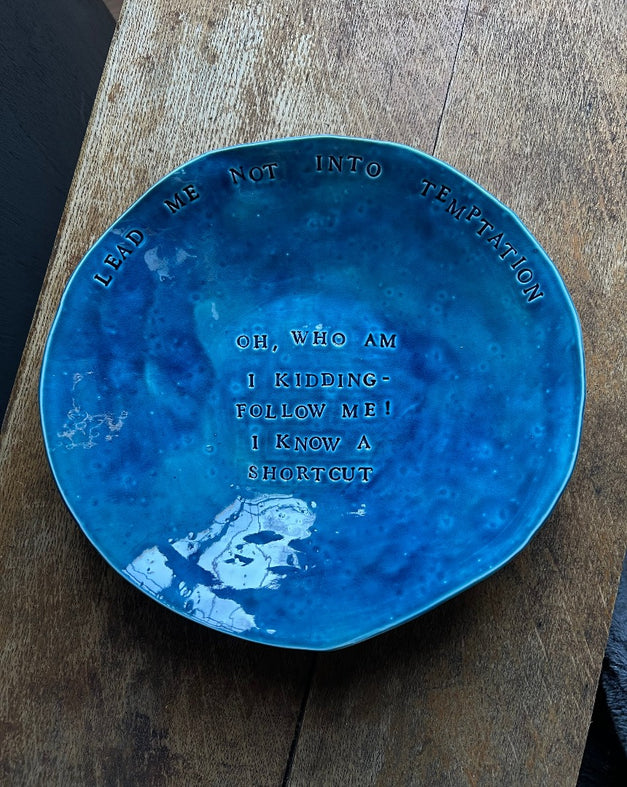 LEAD ME NOT INTO TEMPTATION
OH, WHO AM
I KIDDING-
FOLLOW ME!
I KNOW A
SHORTCUT